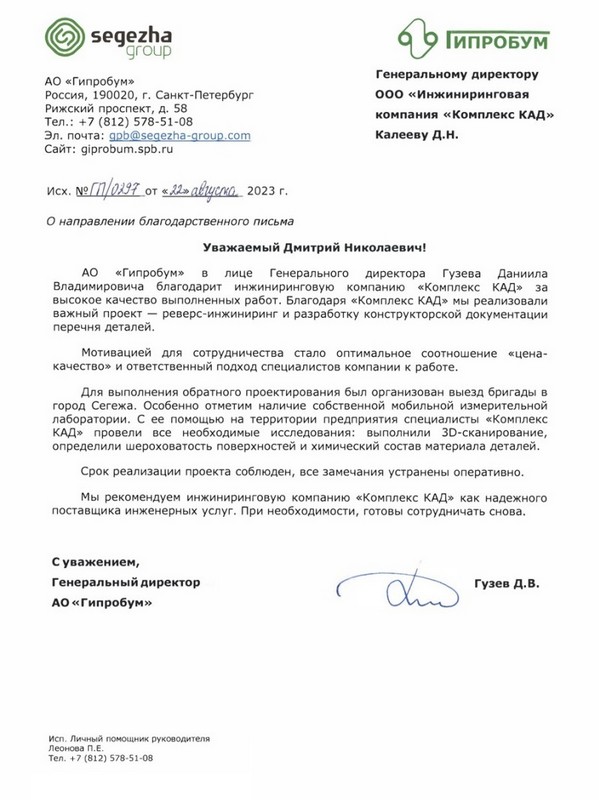 segezha
group
ГИПРОБУМ
АО «Гипробум»
Россия, 190020, г. Санкт-Петербург
Рижский проспект, д. 58
Тел.: +7 (812) 578-51-08
Эл. почта: gpb@segezha-group.com
Сайт: giprobum.spb.ru
Генеральному директору
ООО «Инжиниринговая
компания «Комплекс КАД»
Калееву Д.Н.
Исх. №ГП/0297 от «22» августа 2023 г.
О направлении благодарственного письма
Уважаемый Дмитрий Николаевич!
АО «Гипробум» в лице Генерального директора Гузева Даниила
Владимировича благодарит инжиниринговую компанию «Комплекс КАД» за
высокое качество выполненных работ. Благодаря «Комплекс КАД» мы реализовали
важный проект — реверс-инжиниринг и разработку конструкторской документации
перечня деталей.
Мотивацией для сотрудничества стало оптимальное соотношение «цена-
качество» и ответственный подход специалистов компании к работе.
Для выполнения обратного проектирования был организован выезд бригады в
город Сегежа. Особенно отметим наличие собственной мобильной измерительной
лаборатории. С ее помощью на территории предприятия специалисты «Комплекс
КАД» провели все необходимые исследования: выполнили 3D-сканирование,
определили шероховатость поверхностей и химический состав материала деталей.
Срок реализации проекта соблюден, все замечания устранены оперативно.
Мы рекомендуем инжиниринговую компанию «Комплекс КАД» как надежного
поставщика инженерных услуг. При необходимости, готовы сотрудничать снова.
С уважением,
Генеральный директор
АО «Гипробум»
Гузев Д.В.
Исп. Личный помощник руководителя
Леонова П.Е.
Тел. +7 (812) 578-51-08